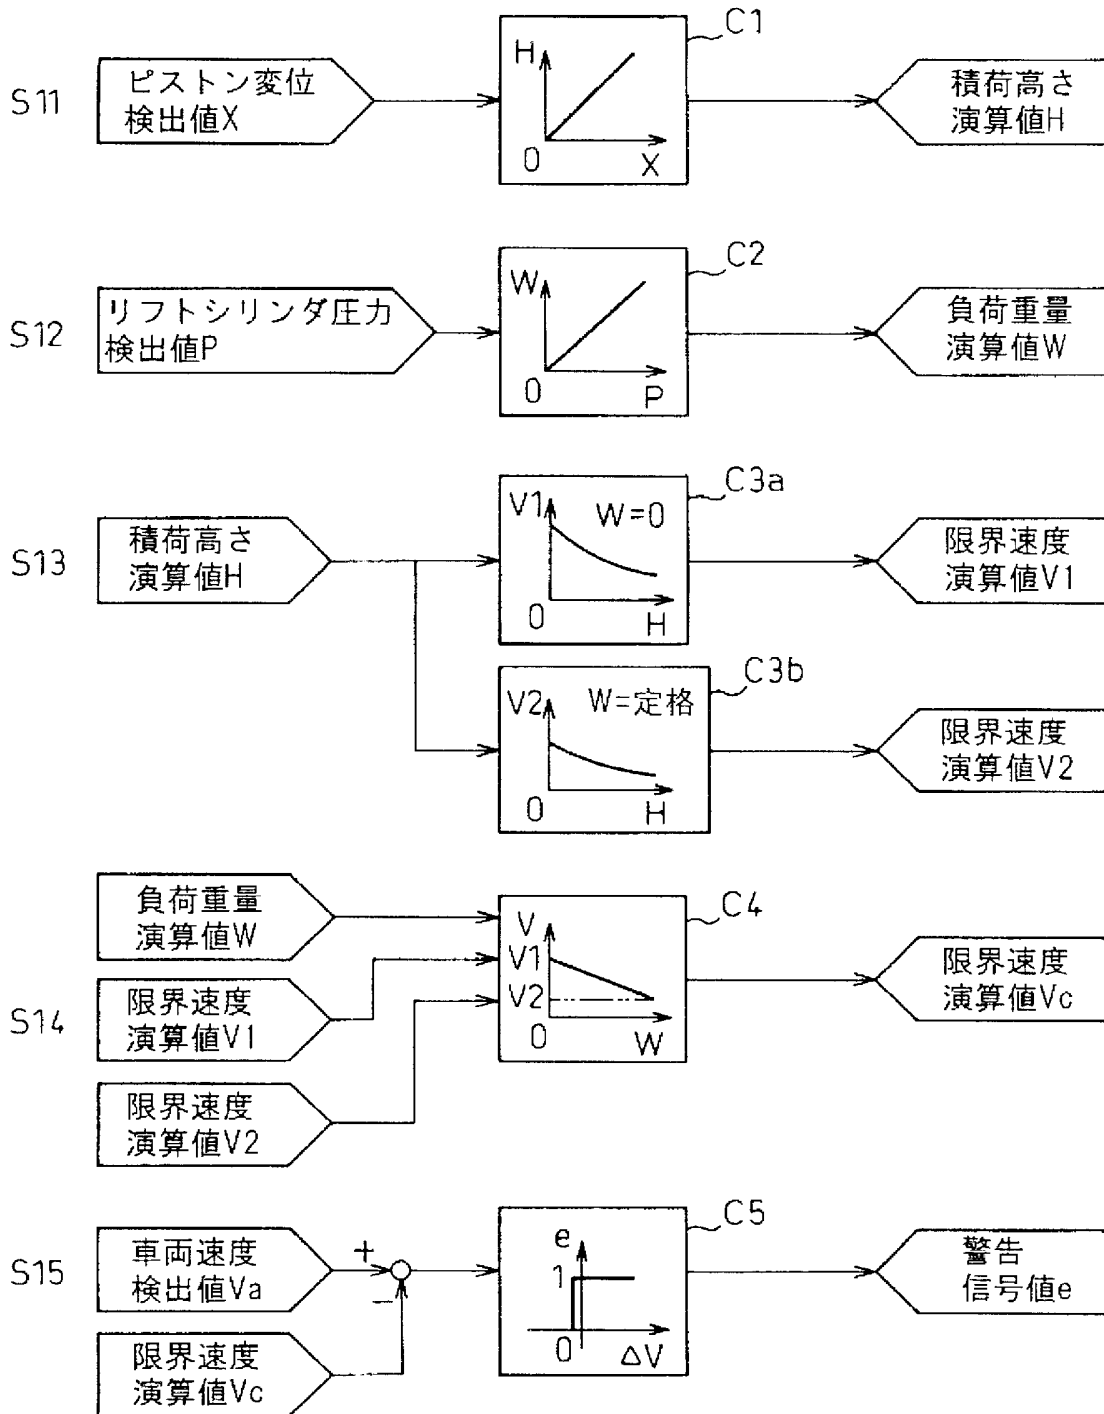 S11
ピストン変位
検出値X
C1
H
0
X
積荷高さ
演算値H
S12
リフトシリンダ圧力
検出値P
C2
W
0
P
負荷重量
演算値W
S13
積荷高さ
演算値H
C3a
V1
W=0
0
H
限界速度
演算値V1
C3b
V2
W=定格
0
H
限界速度
演算値V2
S14
負荷重量
演算値W
限界速度
演算値V1
限界速度
演算値V2
C4
V
V1
V2
0
W
限界速度
演算値Vc
S15
車両速度
検出値Va
限界速度
演算値Vc
+
−
C5
e
1
0
ΔV
警告
信号値e